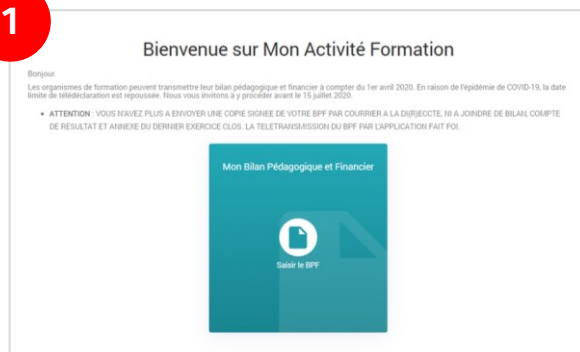 1
Bienvenue sur Mon Activité Formation
Bonjour.
Les organismes de formation peuvent transmettre leur bilan pédagogique et financier à compter du 1er avril 2020. En raison de l'épidémie de COVID-19, la date
limite de télédéclaration est repoussée. Nous vous invitons à y procéder avant le 15 juillet 2020.
• ATTENTION : VOUS N'AVEZ PLUS A ENVOYER UNE COPIE SIGNEE DE VOTRE BPF PAR COURRIER A LA DI(R)ECCTE, NI A JOINDRE DE BILAN, COMPTE
DE RESULTAT ET ANNEXE DU DERNIER EXERCICE CLOS. LA TELETRANSMISSION DU BPF PAR L'APPLICATION FAIT FOI.
Mon Bilan Pédagogique et Financier
Saisir le BPF